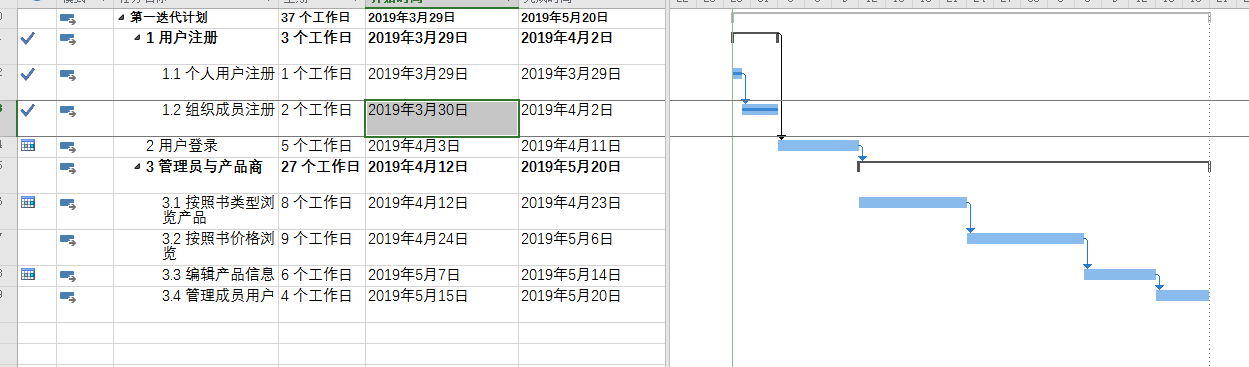 第一迭代计划 37 个工作日 2019年3月29日 2019年5月20日
1 用户注册 3 个工作日 2019年3月29日 2019年4月2日
1.1 个人用户注册 1 个工作日 2019年3月29日 2019年3月29日
1.2 组织成员注册 2 个工作日 2019年3月30日 2019年4月2日
2 用户登录 5 个工作日 2019年4月3日 2019年4月11日
3 管理员与产品商 27 个工作日 2019年4月12日 2019年5月20日
3.1 按照书类型浏
览产品 8 个工作日 2019年4月12日 2019年4月23日
3.2 按照书价格浏
览 9 个工作日 2019年4月24日 2019年5月6日
3.3 编辑产品信息 6 个工作日 2019年5月7日 2019年5月14日
3.4 管理成员用户 4 个工作日 2019年5月15日 2019年5月20日